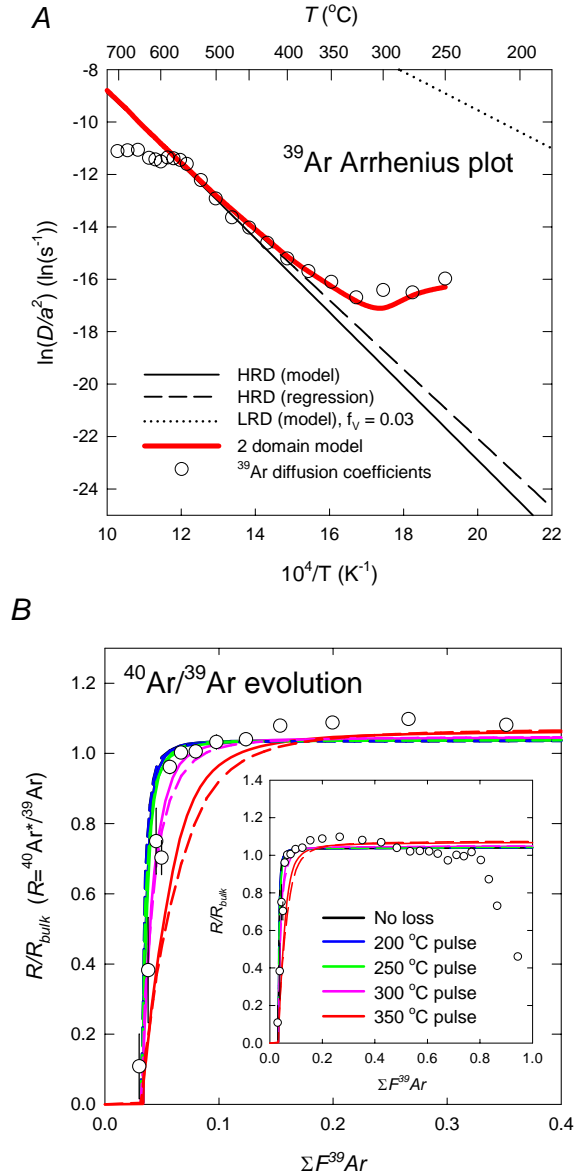 A
T (°C)
700 600 500 400 300 250 200
-8
-10
-12
-14
-16
-18
-20
-22
-24
ln(D/a²) (ln(s⁻¹))
³⁹Ar Arrhenius plot
HRD (model)
HRD (regression)
LRD (model), f_V = 0.03
2 domain model
³⁹Ar diffusion coefficients
10 12 14 16 18 20 22
10⁴/T (K⁻¹)
B
⁴⁰Ar/³⁹Ar evolution
1.2
1.0
0.8
0.6
0.4
0.2
0.0
R/R_bulk (R=⁴⁰Ar*/³⁹Ar)
1.4
1.2
1.0
0.8
0.6
0.4
0.2
0.0
R/R_bulk
No loss
200 °C pulse
250 °C pulse
300 °C pulse
350 °C pulse
0.0 0.2 0.4 0.6 0.8 1.0
ΣF³⁹Ar
0.0 0.1 0.2 0.3 0.4
ΣF³⁹Ar